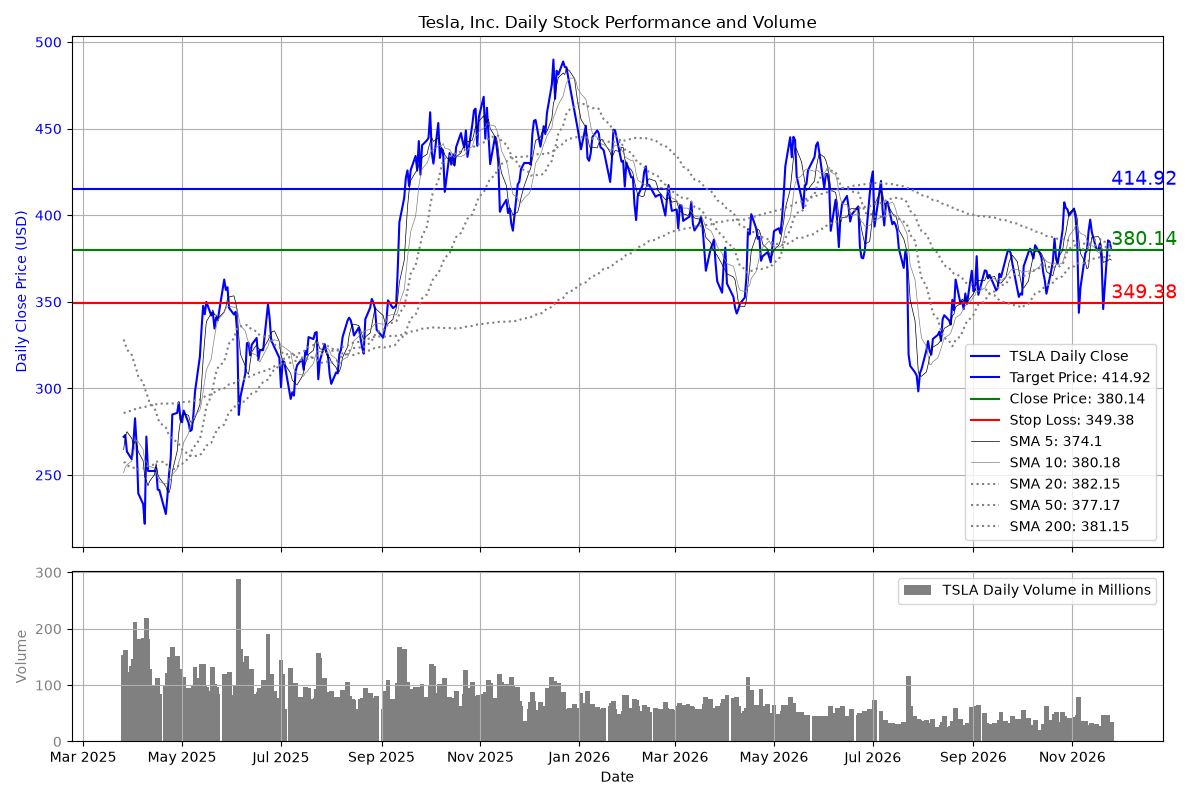 Tesla, Inc. Daily Stock Performance and Volume
500
450
400
350
300
250
Daily Close Price (USD)
414.92
380.14
349.38
TSLA Daily Close
Target Price: 414.92
Close Price: 380.14
Stop Loss: 349.38
SMA 5: 374.1
SMA 10: 380.18
SMA 20: 382.15
SMA 50: 377.17
SMA 200: 381.15
300
200
100
0
Volume
TSLA Daily Volume in Millions
Mar 2025 May 2025 Jul 2025 Sep 2025 Nov 2025 Jan 2026 Mar 2026 May 2026 Jul 2026 Sep 2026 Nov 2026
Date